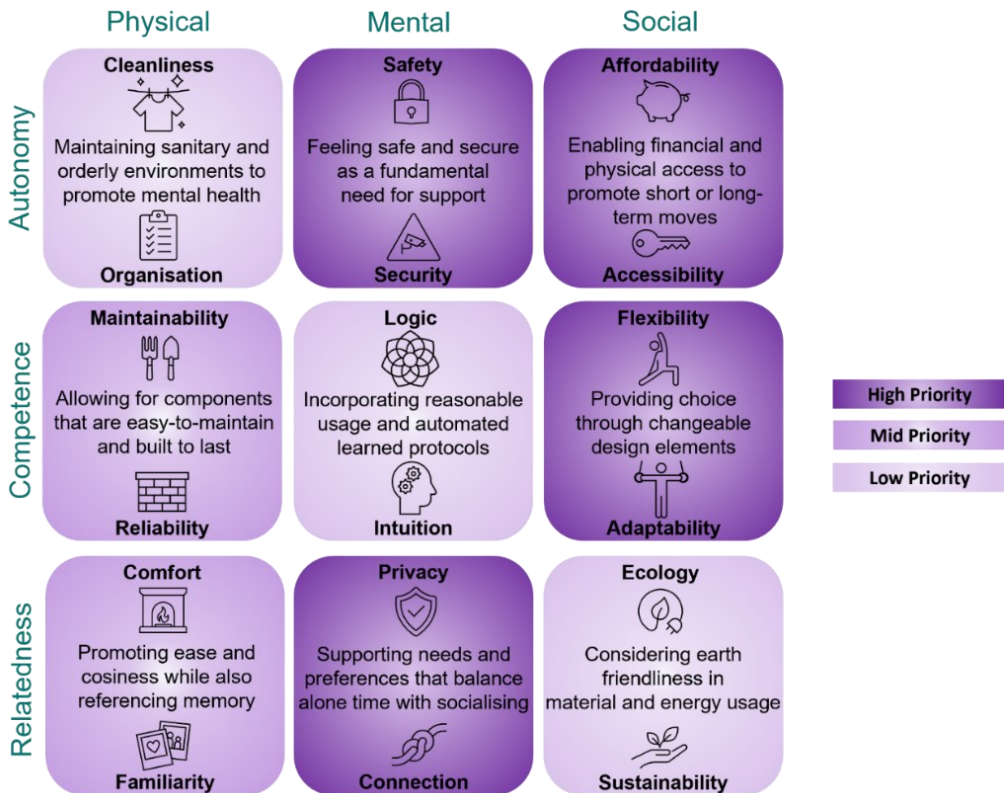 Physical
Mental
Social
Autonomy
Cleanliness
Maintaining sanitary and
orderly environments to
promote mental health
Organisation
Safety
Feeling safe and secure
as a fundamental
need for support
Security
Affordability
Enabling financial and
physical access to
promote short or long-
term moves
Accessibility
Competence
Maintainability
Allowing for components
that are easy-to-maintain
and built to last
Reliability
Logic
Incorporating reasonable
usage and automated
learned protocols
Intuition
Flexibility
Providing choice
through changeable
design elements
Adaptability
High Priority
Mid Priority
Low Priority
Relatedness
Comfort
Promoting ease and
cosiness while also
referencing memory
Familiarity
Privacy
Supporting needs and
preferences that balance
alone time with socialising
Connection
Ecology
Considering earth
friendliness in
material and energy usage
Sustainability